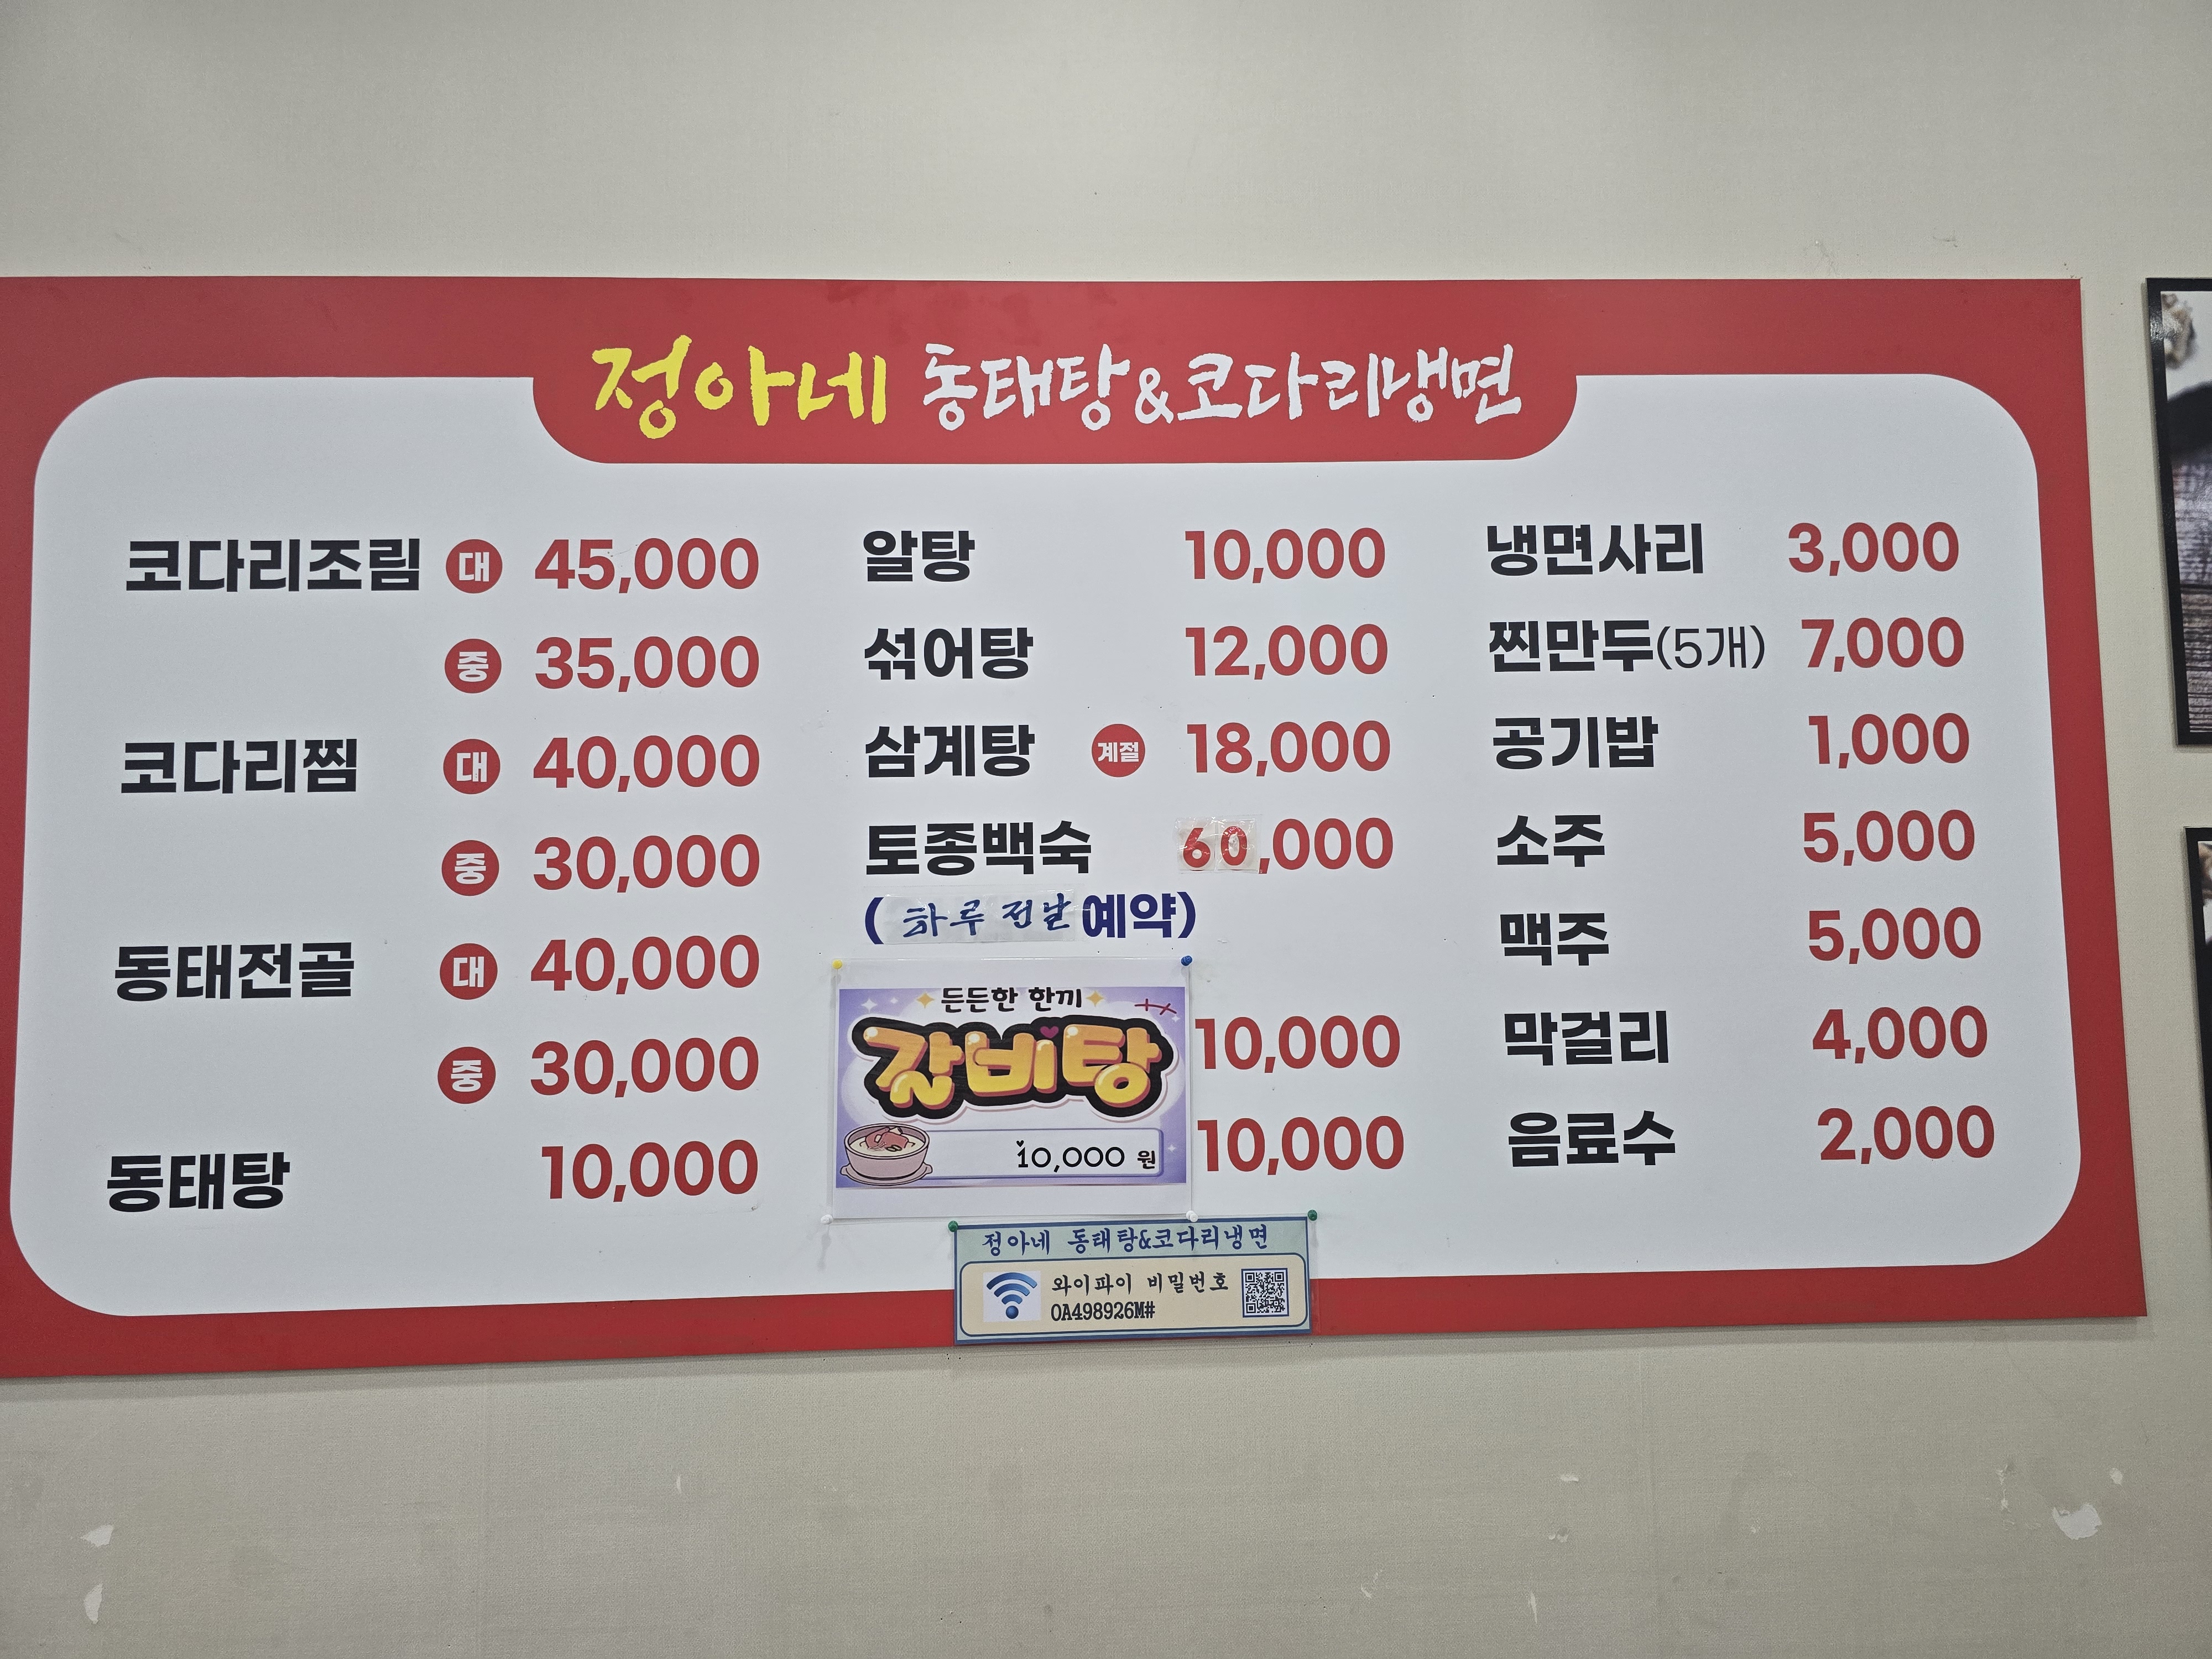 정아네 동태탕&코다리냉면
코다리조림 대 45,000
중 35,000
코다리찜 대 40,000
중 30,000
동태전골 대 40,000
중 30,000
동태탕 10,000
알탕 10,000
섞어탕 12,000
삼계탕 계절 18,000
토종백숙 60,000
(하루 전날 예약)
든든한 한끼
갈비탕
10,000 원
10,000
10,000
냉면사리 3,000
찐만두(5개) 7,000
공기밥 1,000
소주 5,000
맥주 5,000
막걸리 4,000
음료수 2,000
정아네 동태탕&코다리냉면
와이파이 비밀번호
0A498926M#